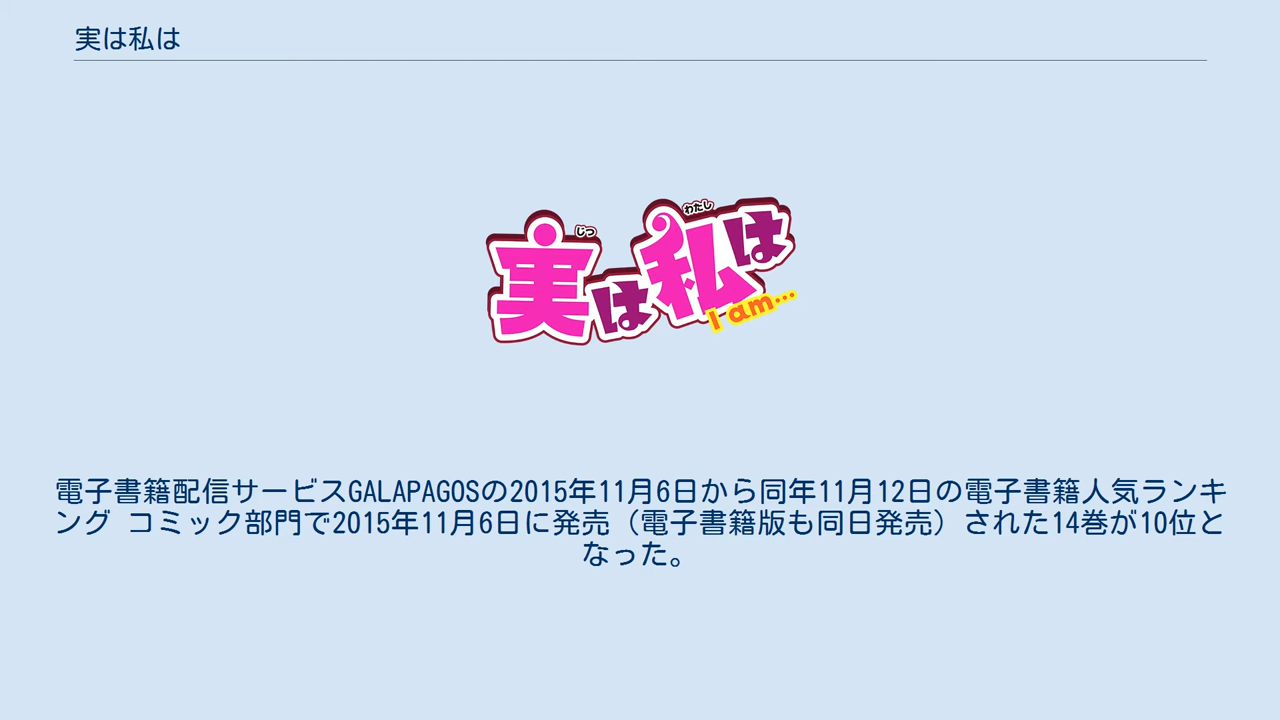 実は私は
実は私は
じつ
わたし
I am…
電子書籍配信サービスGALAPAGOSの2015年11月6日から同年11月12日の電子書籍人気ランキ
ング コミック部門で2015年11月6日に発売（電子書籍版も同日発売）された14巻が10位と
なった。